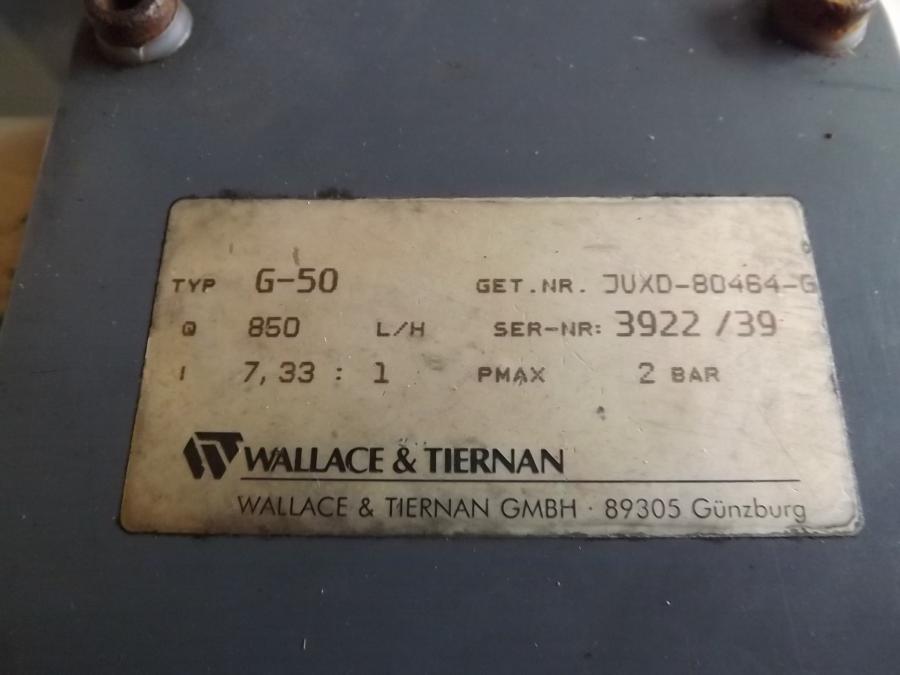 TYP G-50 GET.NR. JUXD-80464-G
Q 850 L/H SER-NR: 3922 /39
I 7,33 : 1 PMAX 2 BAR
WALLACE & TIERNAN
WALLACE & TIERNAN GMBH · 89305 Günzburg